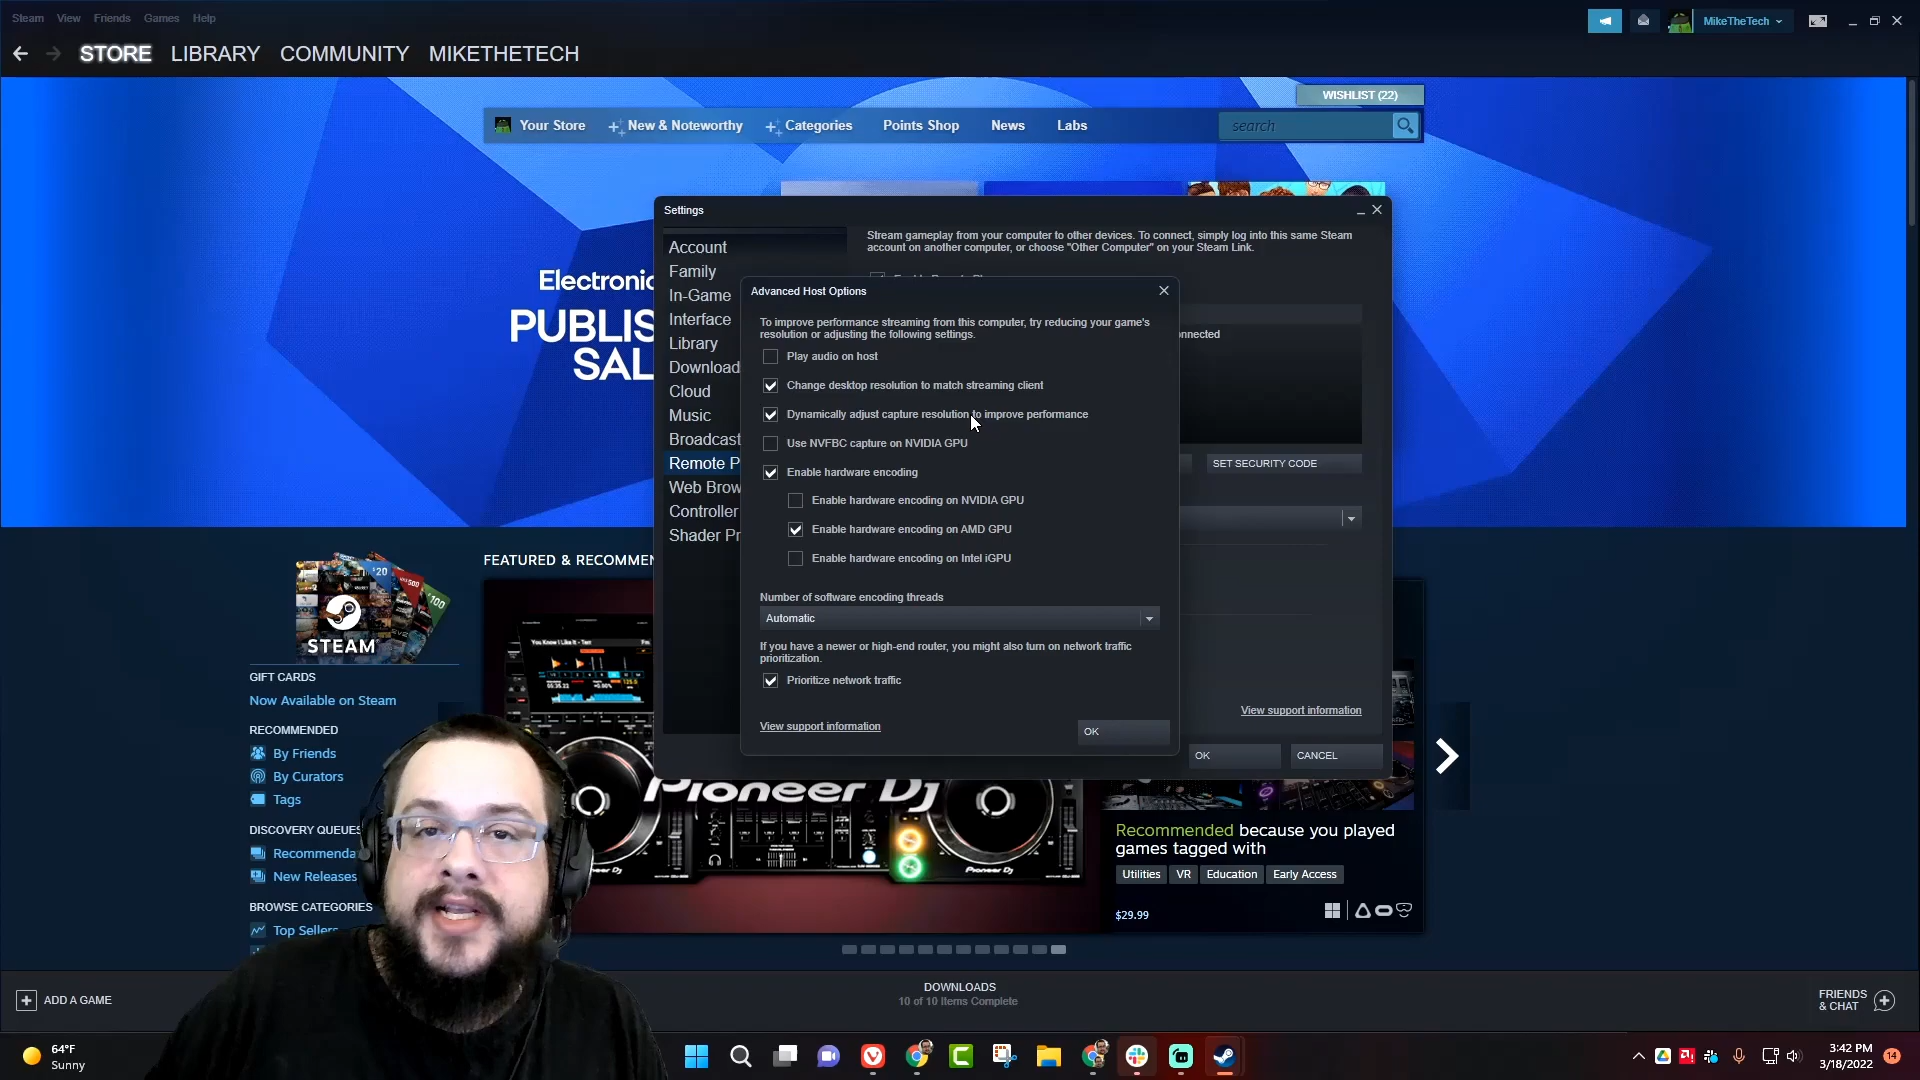 Steam View Friends Games Help
MikeTheTech
STORE LIBRARY COMMUNITY MIKETHETECH
WISHLIST (22)
Your Store New & Noteworthy Categories Points Shop News Labs search
Settings
Account
Family
In-Game
Interface
Library
Download
Cloud
Music
Broadcast
Remote P
Web Brow
Controller
Shader Pr
Stream gameplay from your computer to other devices. To connect, simply log into this same Steam
account on another computer, or choose "Other Computer" on your Steam Link.
nnected
SET SECURITY CODE
View support information
OK CANCEL
Advanced Host Options
To improve performance streaming from this computer, try reducing your game's
resolution or adjusting the following settings.
Play audio on host
Change desktop resolution to match streaming client
Dynamically adjust capture resolution to improve performance
Use NVFBC capture on NVIDIA GPU
Enable hardware encoding
Enable hardware encoding on NVIDIA GPU
Enable hardware encoding on AMD GPU
Enable hardware encoding on Intel iGPU
Number of software encoding threads
Automatic
If you have a newer or high-end router, you might also turn on network traffic
prioritization.
Prioritize network traffic
View support information
OK
Electronic
PUBLIS
SAL
FEATURED & RECOMMEN
$20
$100
STEAM
GIFT CARDS
Now Available on Steam
RECOMMENDED
By Friends
By Curators
Tags
DISCOVERY QUEUES
Recommenda
New Releases
BROWSE CATEGORIES
Top Sellers
Pioneer Dj
Pioneer Dj
Recommended because you played
games tagged with
Utilities VR Education Early Access
$29.99
ADD A GAME
DOWNLOADS
10 of 10 Items Complete
FRIENDS
& CHAT
64°F
Sunny
3:42 PM
3/18/2022
14